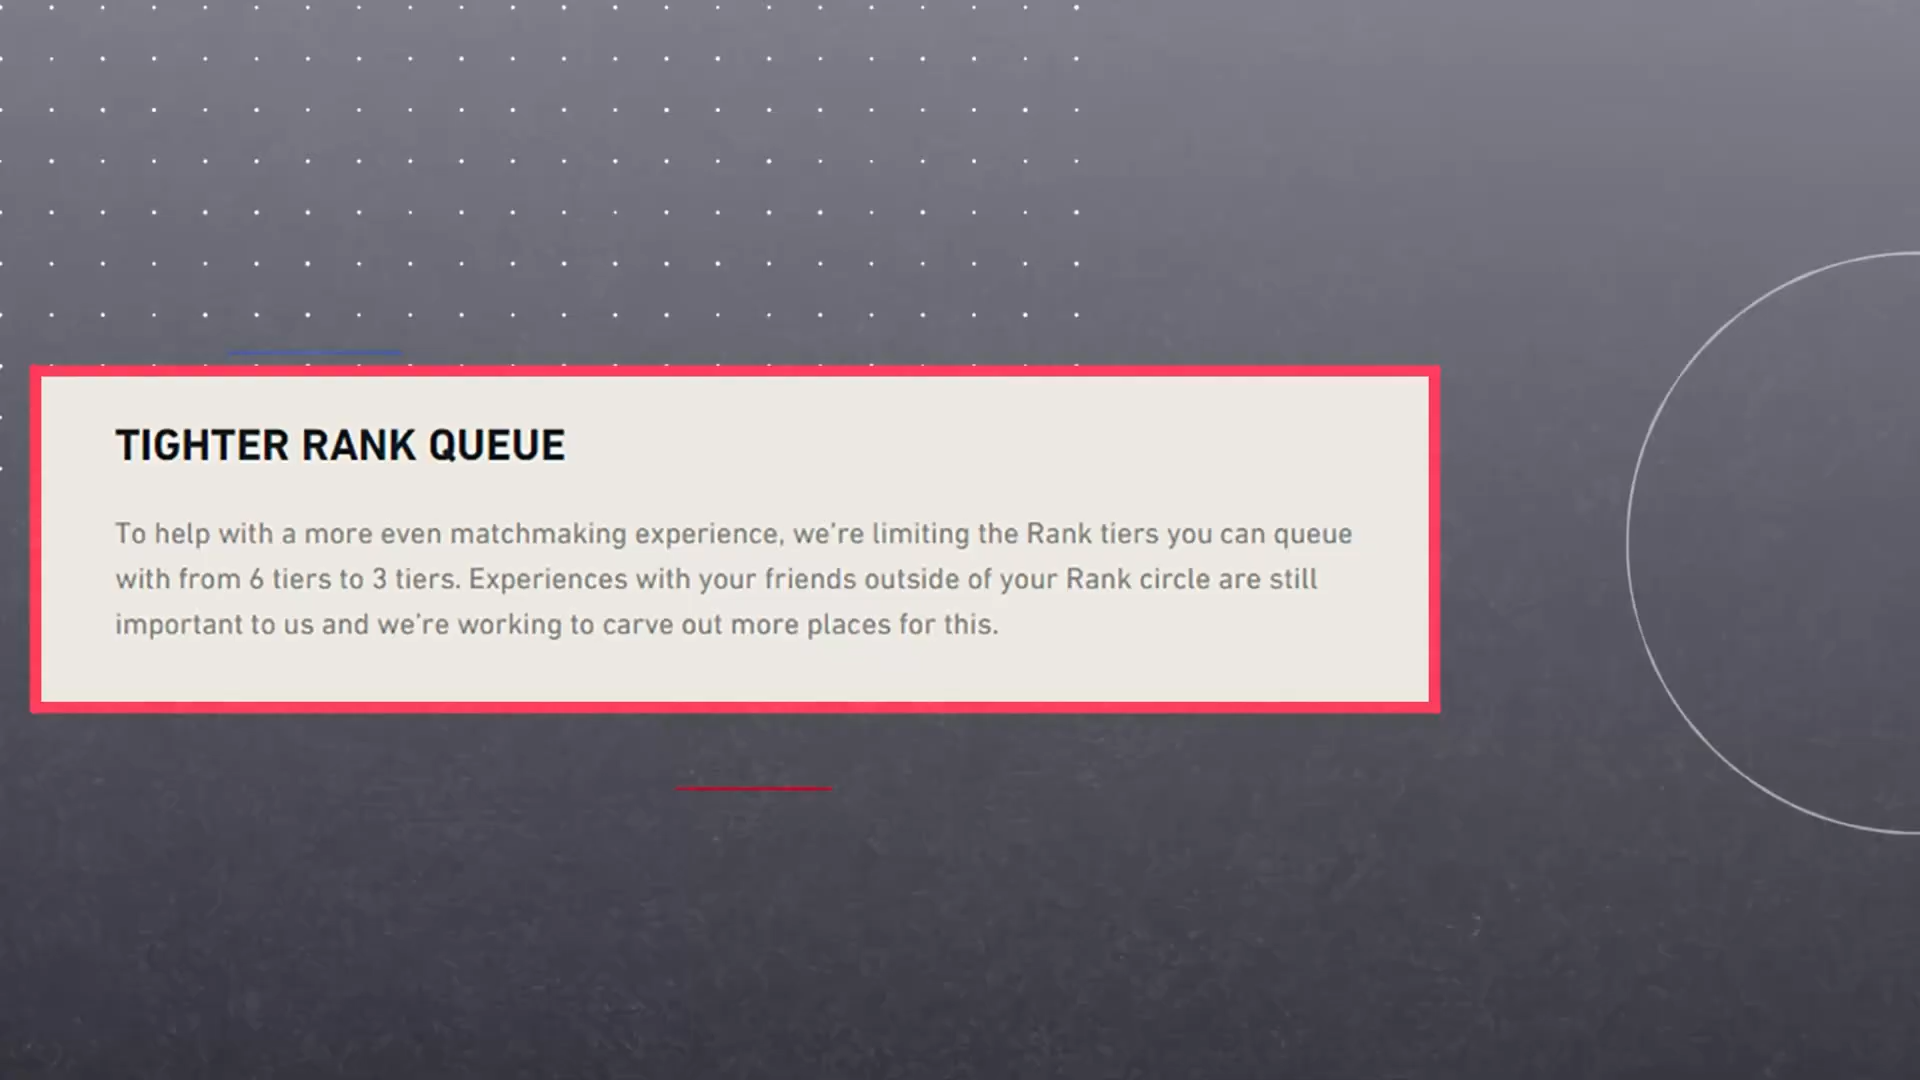 TIGHTER RANK QUEUE
To help with a more even matchmaking experience, we’re limiting the Rank tiers you can queue
with from 6 tiers to 3 tiers. Experiences with your friends outside of your Rank circle are still
important to us and we’re working to carve out more places for this.